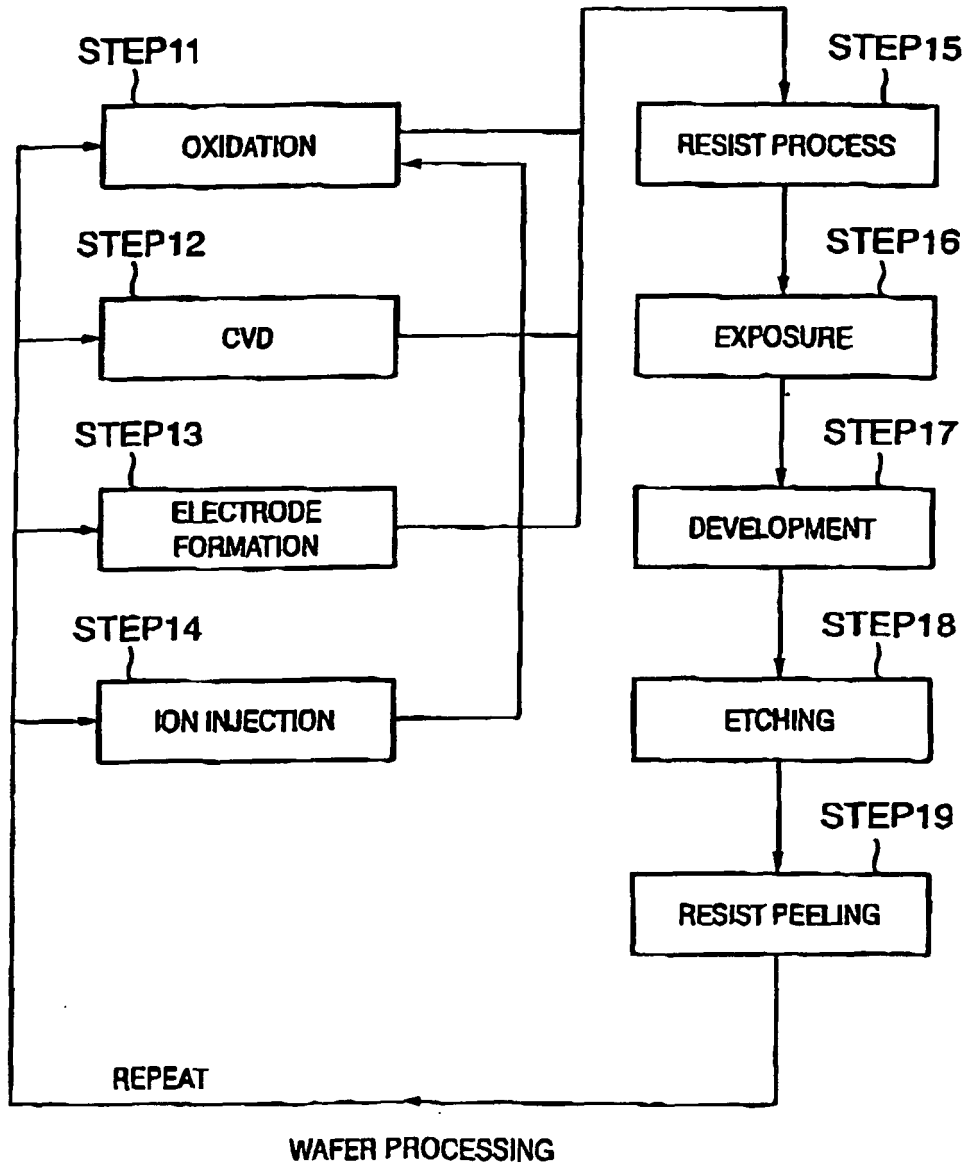 STEP11
OXIDATION
STEP12
CVD
STEP13
ELECTRODE
FORMATION
STEP14
ION INJECTION
STEP15
RESIST PROCESS
STEP16
EXPOSURE
STEP17
DEVELOPMENT
STEP18
ETCHING
STEP19
RESIST PEELING
REPEAT
WAFER PROCESSING